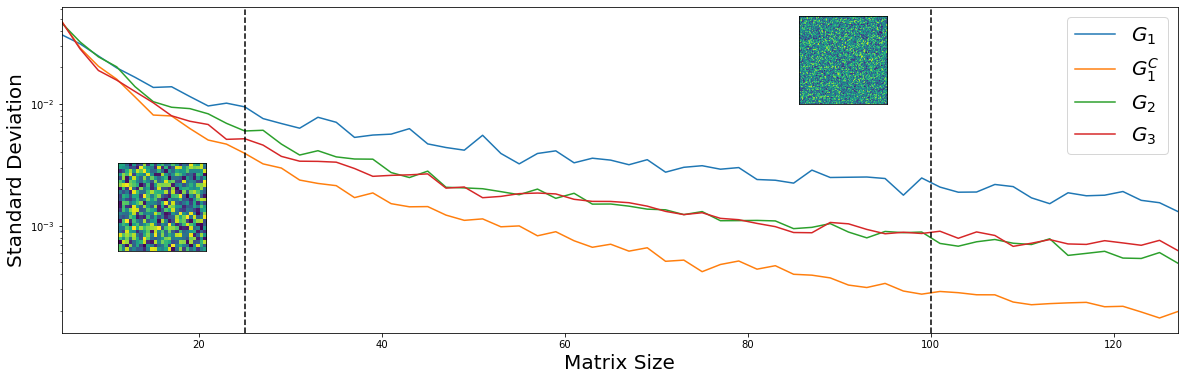 Standard Deviation
10⁻²
10⁻³
G₁
G₁ᶜ
G₂
G₃
20 40 60 80 100 120
Matrix Size